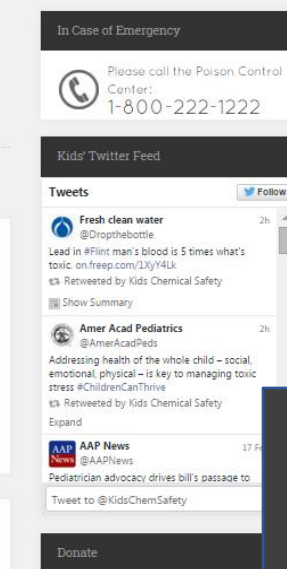 In Case of Emergency
Please call the Poison Control
Center:
1-800-222-1222
Kids' Twitter Feed
Tweets
Follow
Fresh clean water
2h
@Dropthebottle
Lead in #Flint man's blood is 5 times what's
toxic. on.freep.com/1XyY4Lk
Retweeted by Kids Chemical Safety
Show Summary
Amer Acad Pediatrics
2h
@AmerAcadPeds
Addressing health of the whole child – social,
emotional, physical – is key to managing toxic
stress #ChildrenCanThrive
Retweeted by Kids Chemical Safety
Expand
AAP
News
AAP News
17
@AAPNews
Pediatrician advocacy drives bill's passage to
Tweet to @KidsChemSafety
Donate